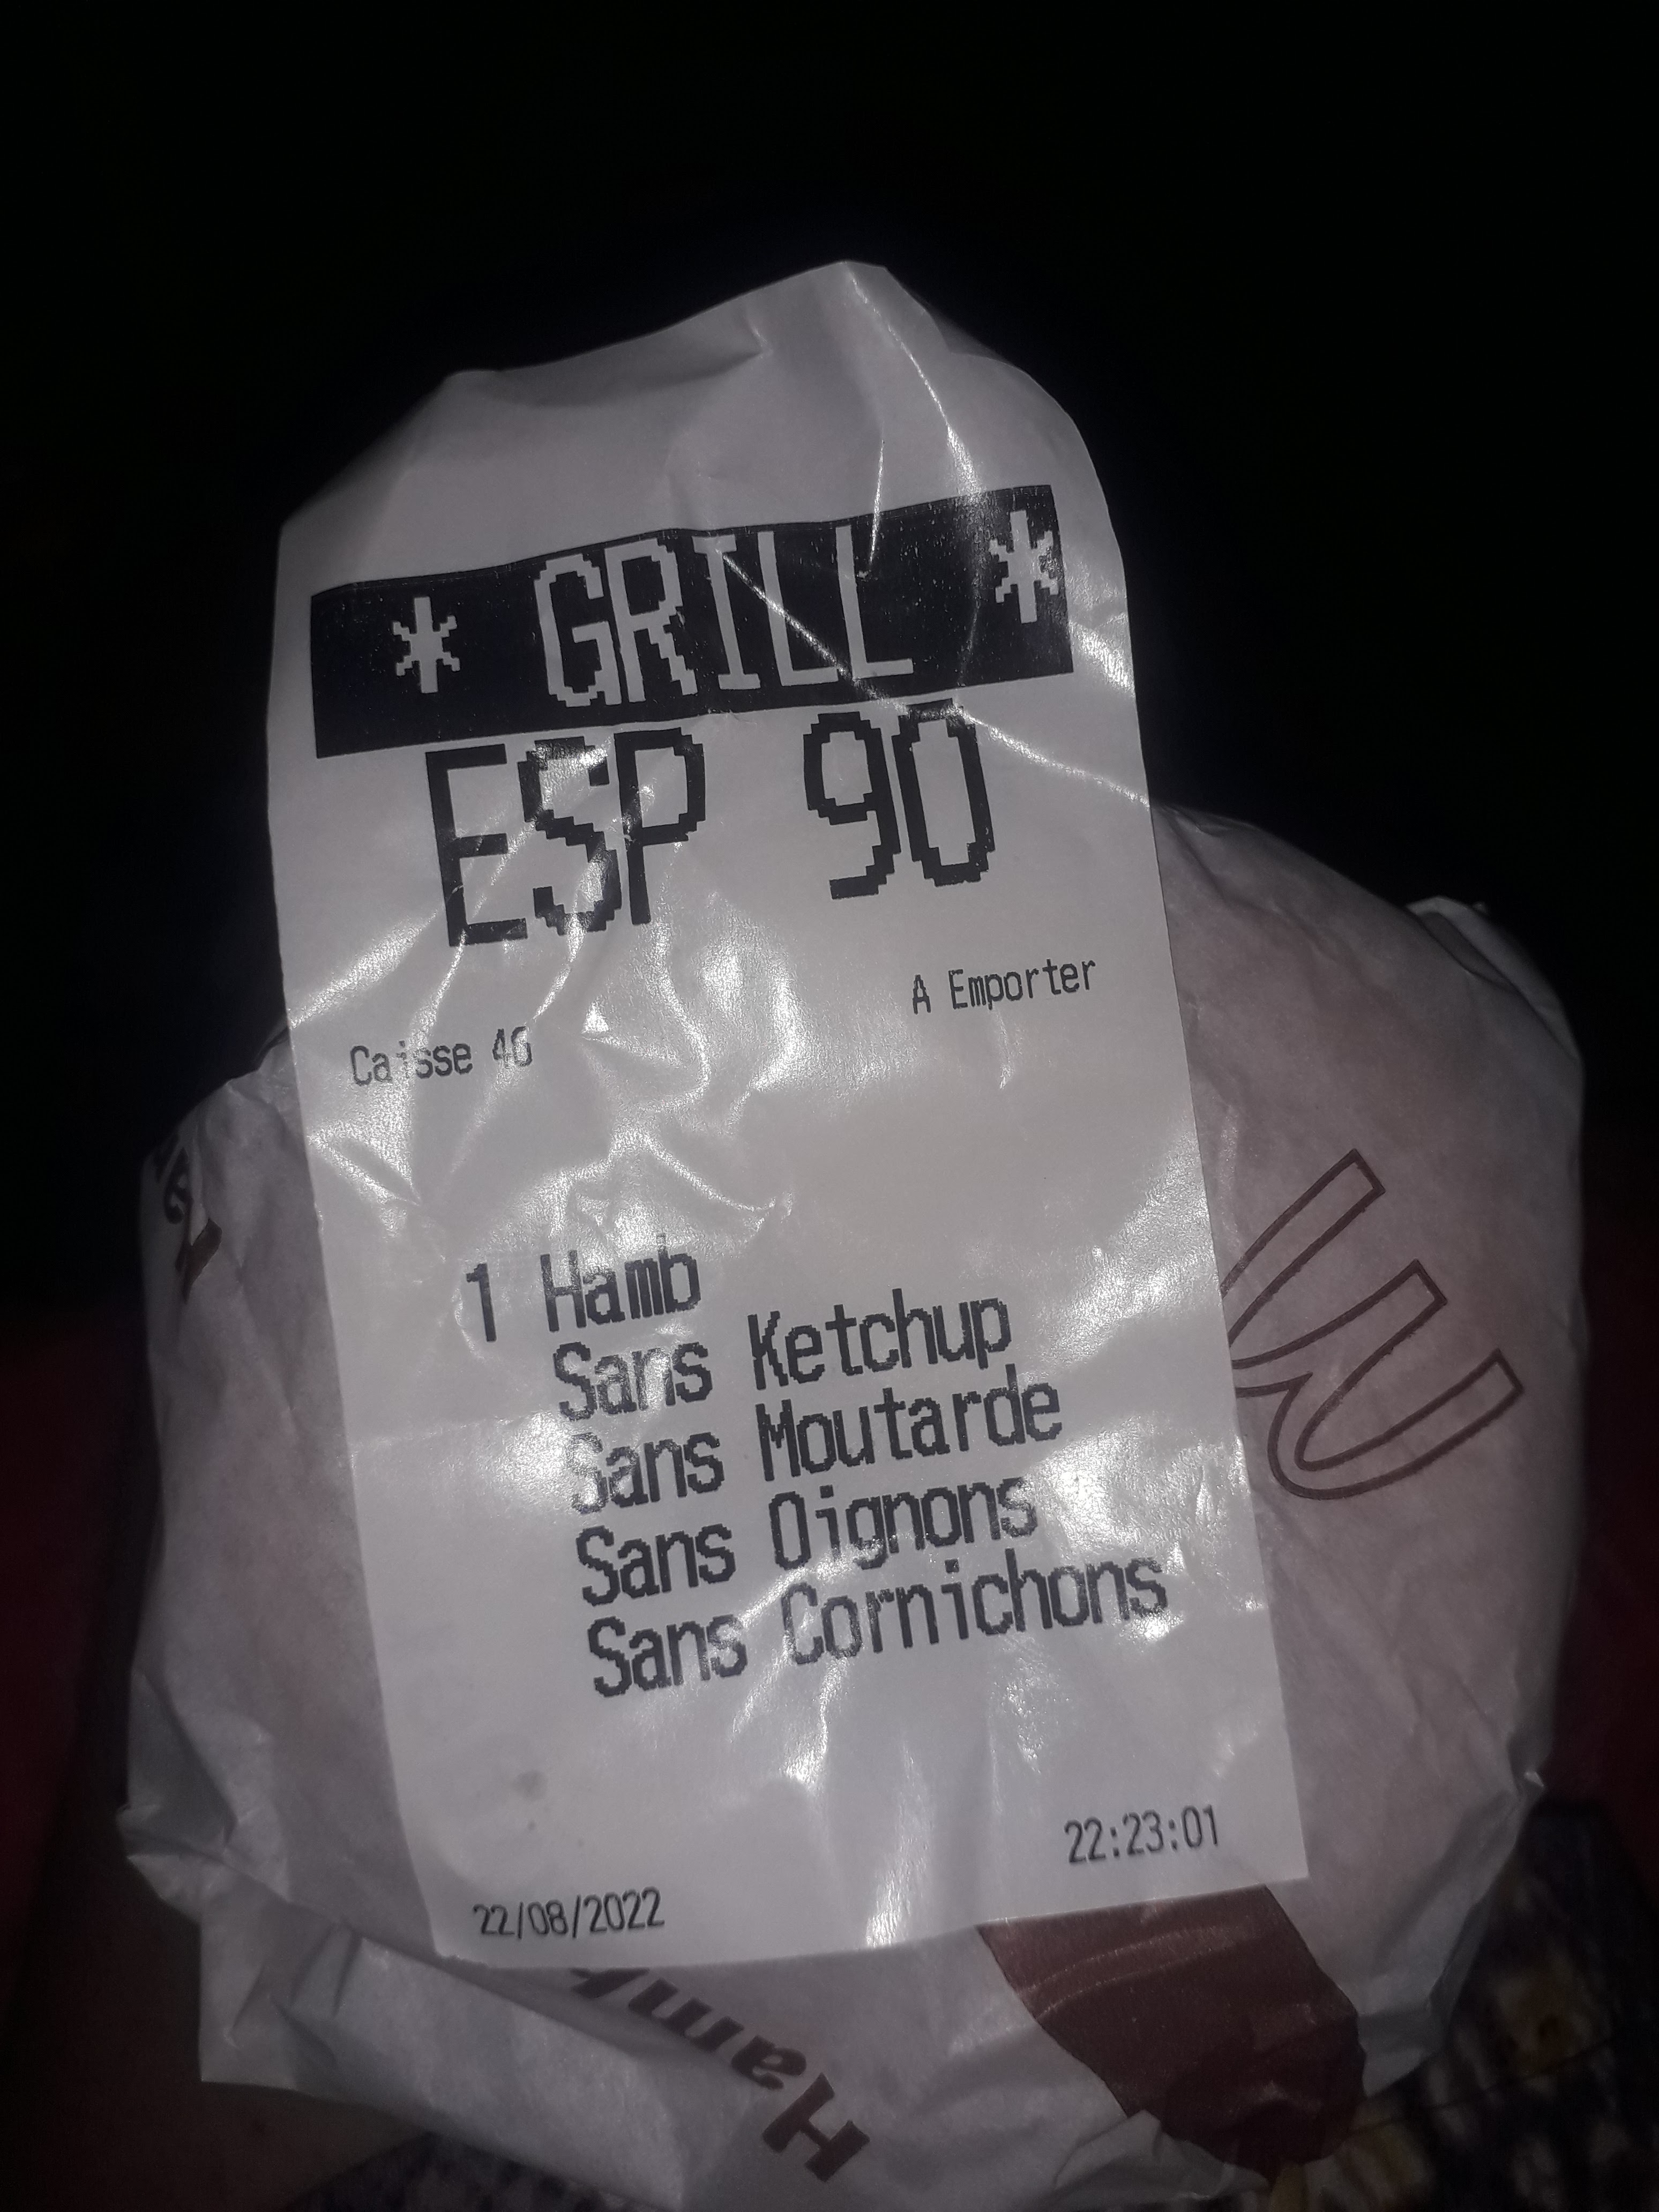 * GRILL *
ESP 90
A Emporter
Caisse 40
1 Hamb
Sans Ketchup
Sans Moutarde
Sans Oignons
Sans Cornichons
22:23:01
22/08/2022